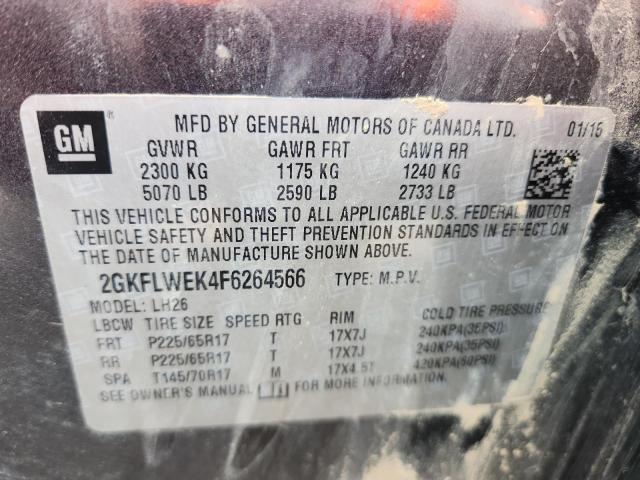 GM ®
MFD BY GENERAL MOTORS OF CANADA LTD. 01/15
GVWR GAWR FRT GAWR RR
2300 KG 1175 KG 1240 KG
5070 LB 2590 LB 2733 LB
THIS VEHICLE CONFORMS TO ALL APPLICABLE U.S. FEDERAL MOTOR
VEHICLE SAFETY AND THEFT PREVENTION STANDARDS IN EFFECT ON
THE DATE OF MANUFACTURE SHOWN ABOVE.
2GKFLWEK4F6264566 TYPE: M.P.V.
MODEL: LH26
LBCW TIRE SIZE SPEED RTG RIM COLD TIRE PRESSURE
FRT P225/65R17 T 17X7J 240KPA(35PSI)
RR P225/65R17 T 17X7J 240KPA(35PSI)
SPA T145/70R17 M 17X4.5T 420KPA(60PSI)
SEE OWNER'S MANUAL FOR MORE INFORMATION.